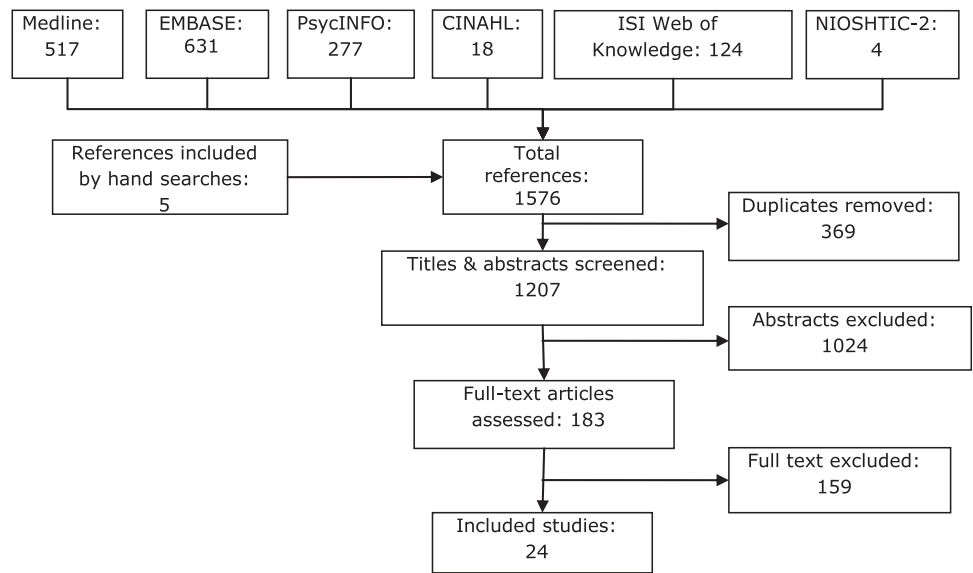 Medline:
517
EMBASE:
631
PsycINFO:
277
CINAHL:
18
ISI Web of
Knowledge: 124
NIOSHTIC-2:
4
References included
by hand searches:
5
Total
references:
1576
Duplicates removed:
369
Titles & abstracts screened:
1207
Abstracts excluded:
1024
Full-text articles
assessed: 183
Full text excluded:
159
Included studies:
24